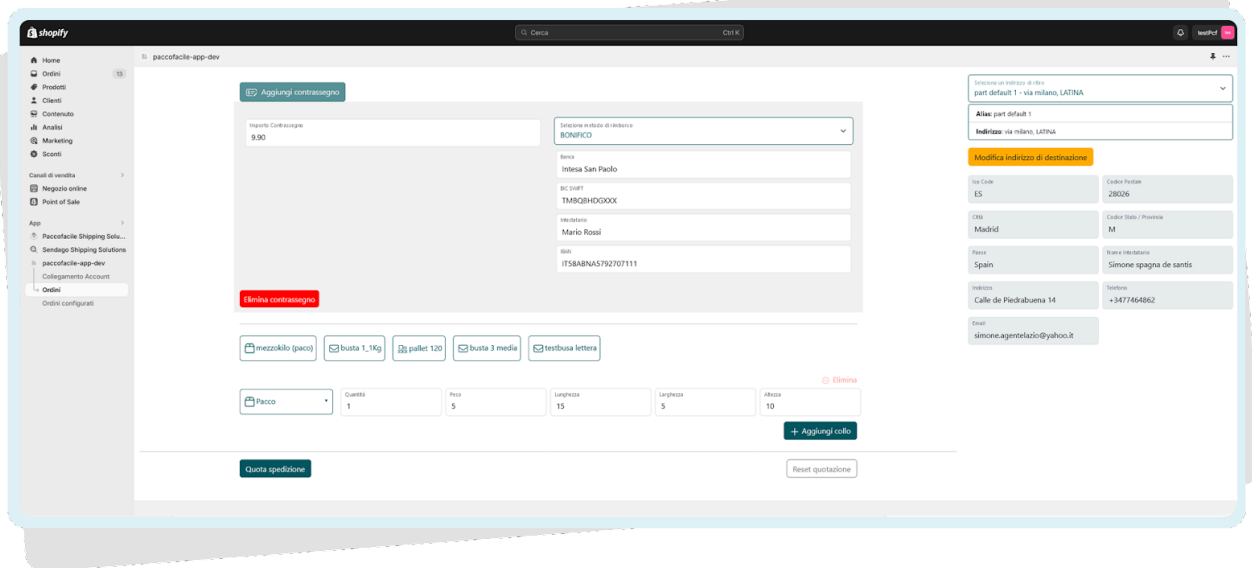 shopify
Cerca
Ctrl K
testPcf
Home
Ordini
13
Prodotti
Clienti
Contenuto
Analisi
Marketing
Sconti
Canali di vendita
Negozio online
Point of Sale
App
Paccofacile Shipping Solu...
Sendago Shipping Solutions
paccofacile-app-dev
Collegamento Account
Ordini
Ordini configurati
paccofacile-app-dev
Aggiungi contrassegno
Importo Contrassegno
9.90
Seleziona metodo di rimborso
BONIFICO
Banca
Intesa San Paolo
BIC SWIFT
TMBQBHDGXXX
Intestatario
Mario Rossi
IBAN
IT58ABNA5792707111
Elimina contrassegno
mezzokilo (paco)
busta 1_1Kg
pallet 120
busta 3 media
testbusa lettera
Elimina
Pacco
Quantità
1
Peso
5
Lunghezza
15
Larghezza
5
Altezza
10
+ Aggiungi collo
Quota spedizione
Reset quotazione
Seleziona un indirizzo di ritiro
part default 1 - via milano, LATINA
Alias: part default 1
Indirizzo: via milano, LATINA
Modifica indirizzo di destinazione
Iso Code
ES
Codice Postale
28026
Città
Madrid
Codice Stato / Provincia
M
Paese
Spain
Nome Intestatario
Simone spagna de santis
Indirizzo
Calle de Piedrabuena 14
Telefono
+3477464862
Email
simone.agentelazio@yahoo.it